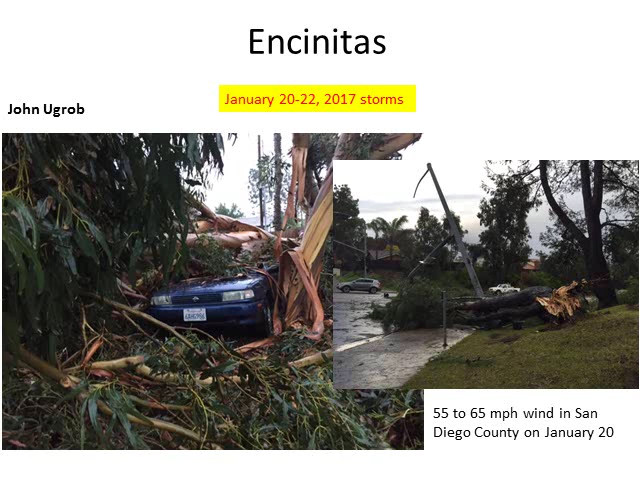 Encinitas
January 20-22, 2017 storms
John Ugrob
55 to 65 mph wind in San
Diego County on January 20